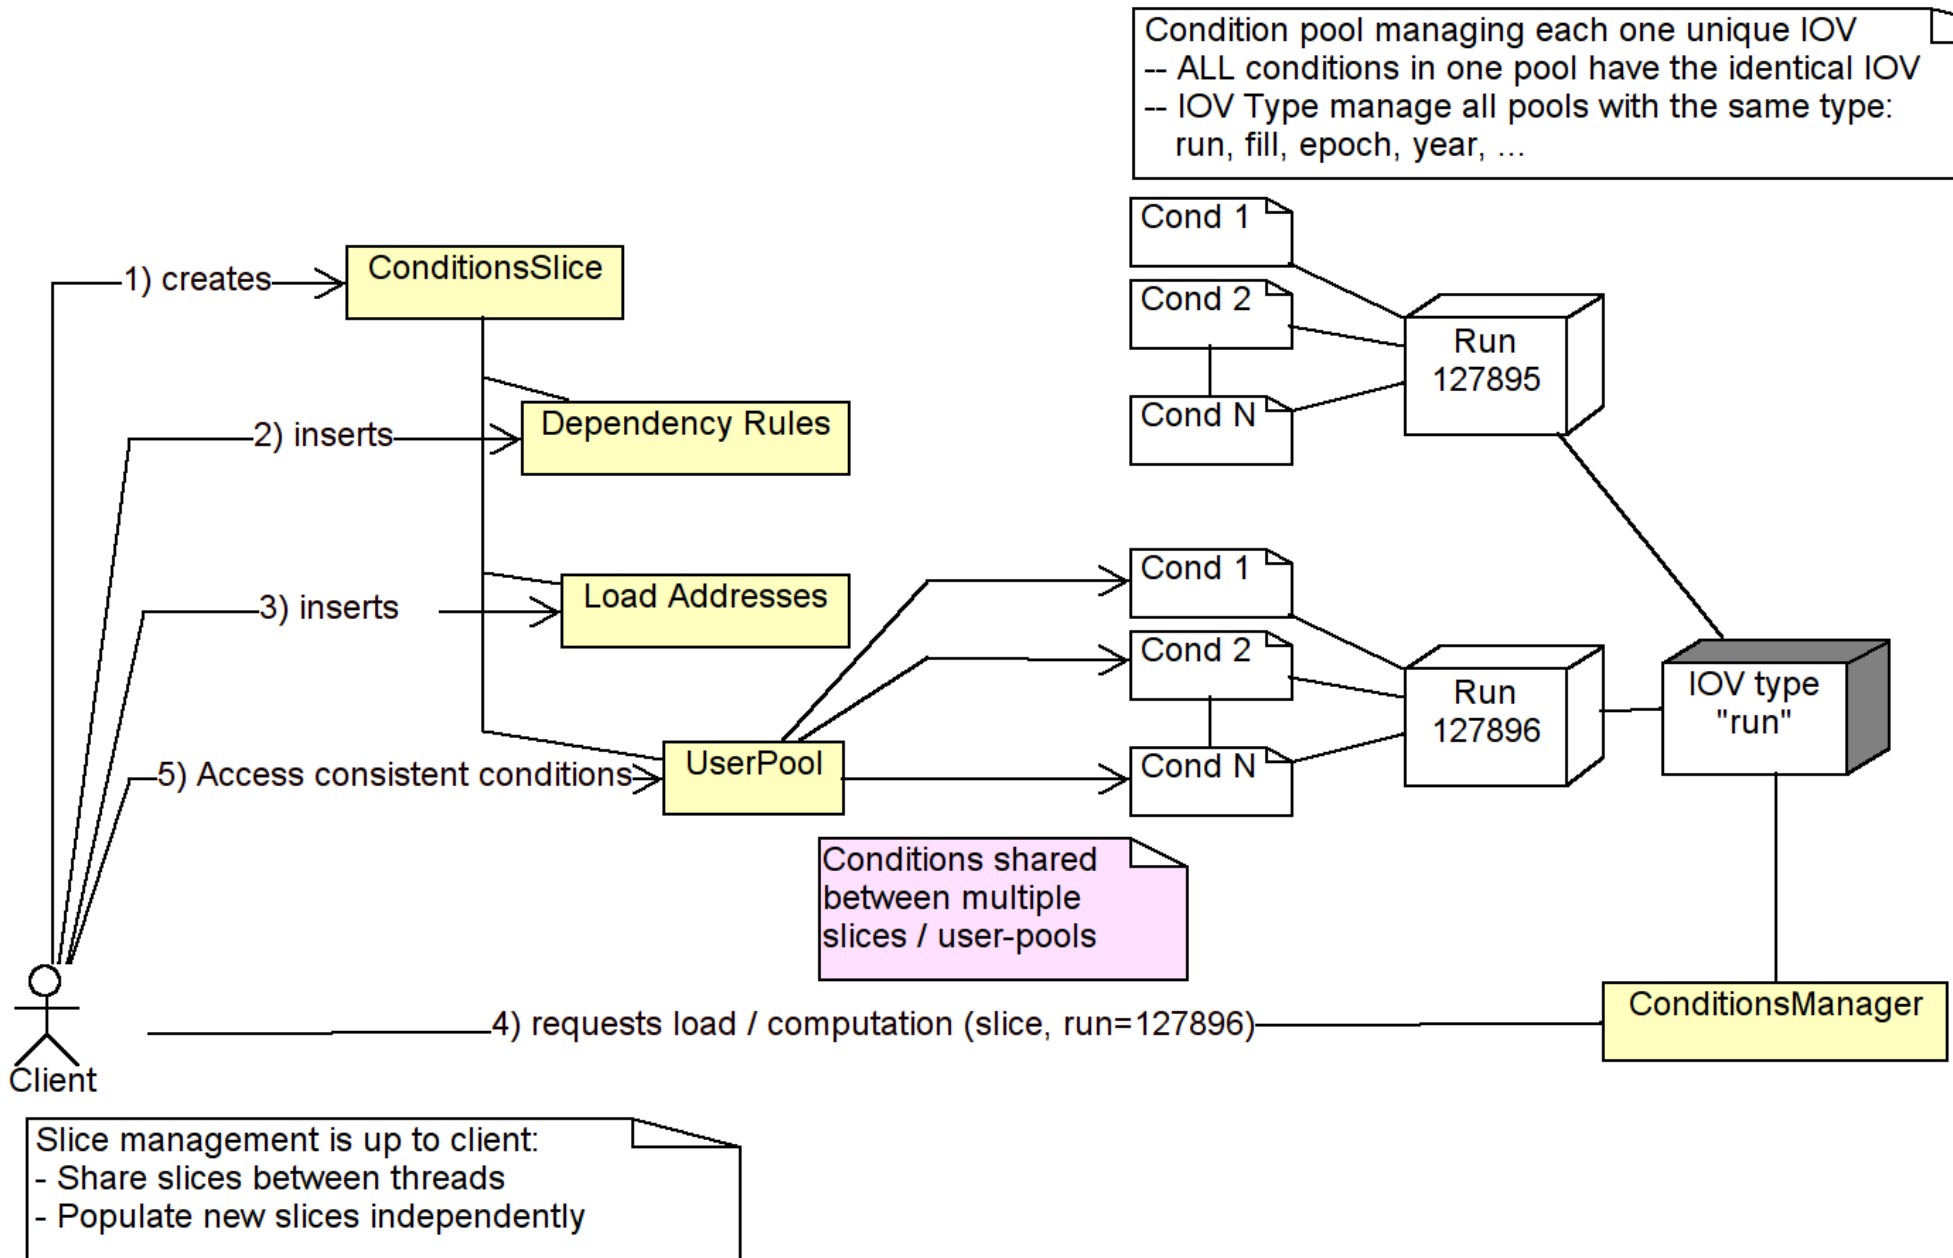 Condition pool managing each one unique IOV
-- ALL conditions in one pool have the identical IOV
-- IOV Type manage all pools with the same type:
run, fill, epoch, year, ...
Cond 1
Cond 2
Cond N
Run
127895
1) creates
ConditionsSlice
2) inserts
Dependency Rules
3) inserts
Load Addresses
5) Access consistent conditions
UserPool
Cond 1
Cond 2
Cond N
Run
127896
IOV type
"run"
Conditions shared
between multiple
slices / user-pools
4) requests load / computation (slice, run=127896)
ConditionsManager
Client
Slice management is up to client:
- Share slices between threads
- Populate new slices independently